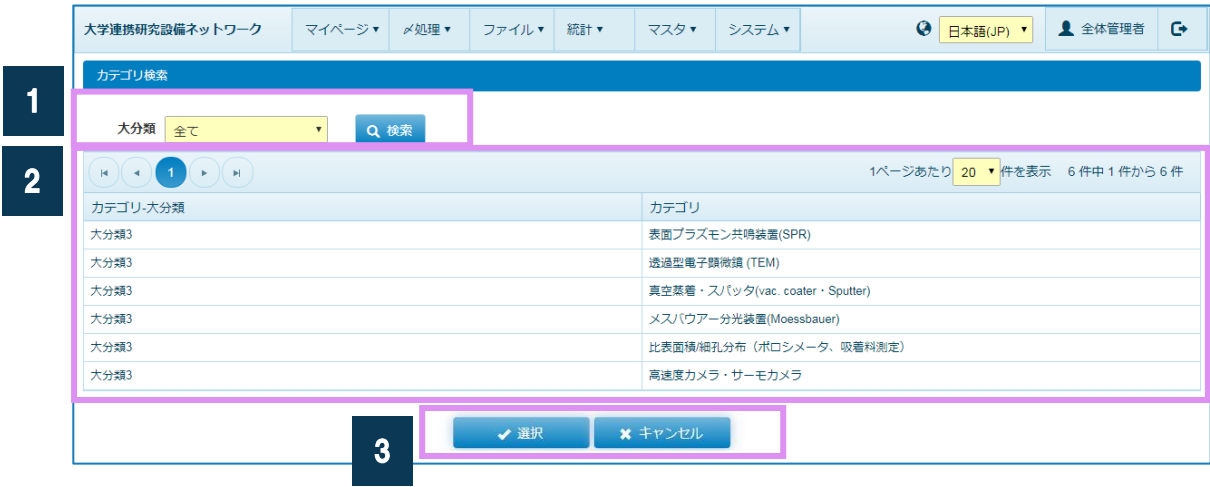 大学連携研究設備ネットワーク マイページ▼ 〆処理▼ ファイル▼ 統計▼ マスタ▼ システム▼ 日本語(JP) ▼ 全体管理者
カテゴリ検索
1
大分類 全て ▼ 検索
2
1 1ページあたり 20 ▼ 件を表示 6 件中 1 件から 6 件
カテゴリ-大分類 カテゴリ
大分類3 表面プラズモン共鳴装置(SPR)
大分類3 透過型電子顕微鏡 (TEM)
大分類3 真空蒸着・スパッタ(vac. coater・Sputter)
大分類3 メスバウアー分光装置(Moessbauer)
大分類3 比表面積/細孔分布（ポロシメータ、吸着料測定）
大分類3 高速度カメラ・サーモカメラ
選択 キャンセル
3